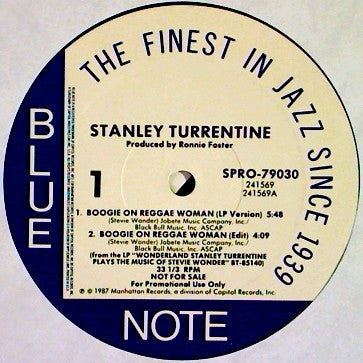 THE FINEST IN JAZZ SINCE 1939
BLUE
NOTE
STANLEY TURRENTINE
Produced by Ronnie Foster
1
SPRO-79030
241569
241569A
1. BOOGIE ON REGGAE WOMAN (LP Version) 5:48
(Stevie Wonder) Jobete Music Company, Inc./
Black Bull Music, Inc. ASCAP
2. BOOGIE ON REGGAE WOMAN (Edit) 4:09
(Stevie Wonder) Jobete Music Company, Inc./
Black Bull Music, Inc. ASCAP
(from the LP "WONDERLAND STANLEY TURRENTINE
PLAYS THE MUSIC OF STEVIE WONDER" BT-85140)
33 1/3 RPM
NOT FOR SALE
For Promotional Use Only
℗ © 1987 Manhattan Records, a division of Capitol Records, Inc.